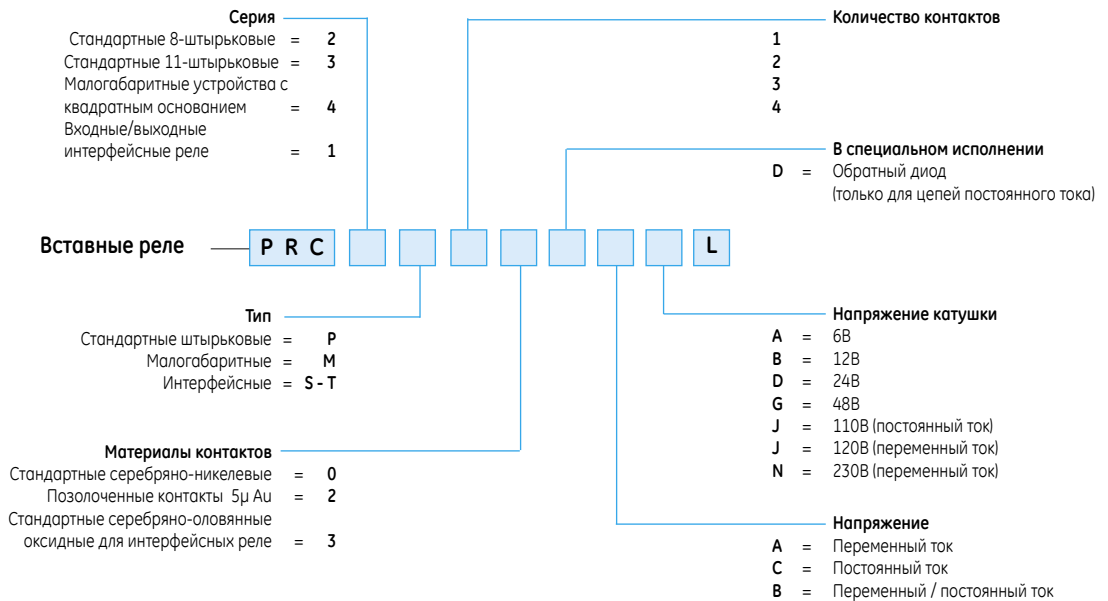 Серия
Стандартные 8-штырьковые = 2
Стандартные 11-штырьковые = 3
Малогабаритные устройства с
квадратным основанием = 4
Входные/выходные
интерфейсные реле = 1
Количество контактов
1
2
3
4
В специальном исполнении
D = Обратный диод
(только для цепей постоянного тока)
Вставные реле P R C L
Тип
Стандартные штырьковые = P
Малогабаритные = M
Интерфейсные = S - T
Материалы контактов
Стандартные серебряно-никелевые = 0
Позолоченные контакты 5μ Au = 2
Стандартные серебряно-оловянные
оксидные для интерфейсных реле = 3
Напряжение катушки
A = 6В
B = 12В
D = 24В
G = 48В
J = 110В (постоянный ток)
J = 120В (переменный ток)
N = 230В (переменный ток)
Напряжение
A = Переменный ток
C = Постоянный ток
B = Переменный / постоянный ток